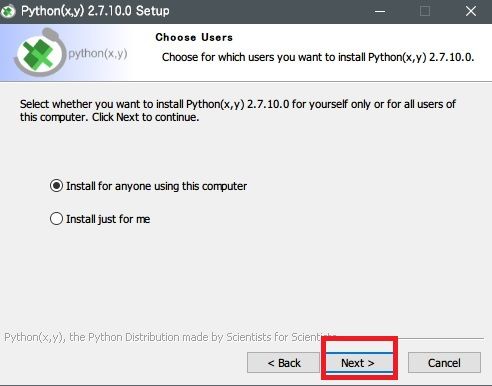 Python(x,y) 2.7.10.0 Setup
Choose Users
Choose for which users you want to install Python(x,y) 2.7.10.0.
python(x,y)
Select whether you want to install Python(x,y) 2.7.10.0 for yourself only or for all users of
this computer. Click Next to continue.
Install for anyone using this computer
Install just for me
Python(x,y), the Python Distribution made by Scientists for Scientists
< Back
Next >
Cancel